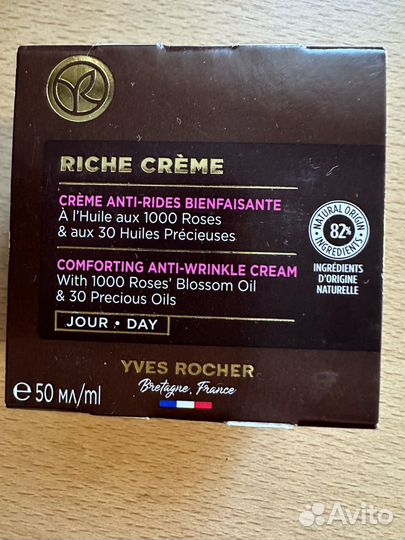 RICHE CRÈME
CRÈME ANTI-RIDES BIENFAISANTE
À l'Huile aux 1000 Roses
& aux 30 Huiles Précieuses
COMFORTING ANTI-WRINKLE CREAM
With 1000 Roses' Blossom Oil
& 30 Precious Oils
JOUR • DAY
NATURAL ORIGIN
82%
INGREDIENTS
INGRÉDIENTS
D'ORIGINE
NATURELLE
YVES ROCHER
Bretagne, France
℮ 50 МЛ/ml
Avito